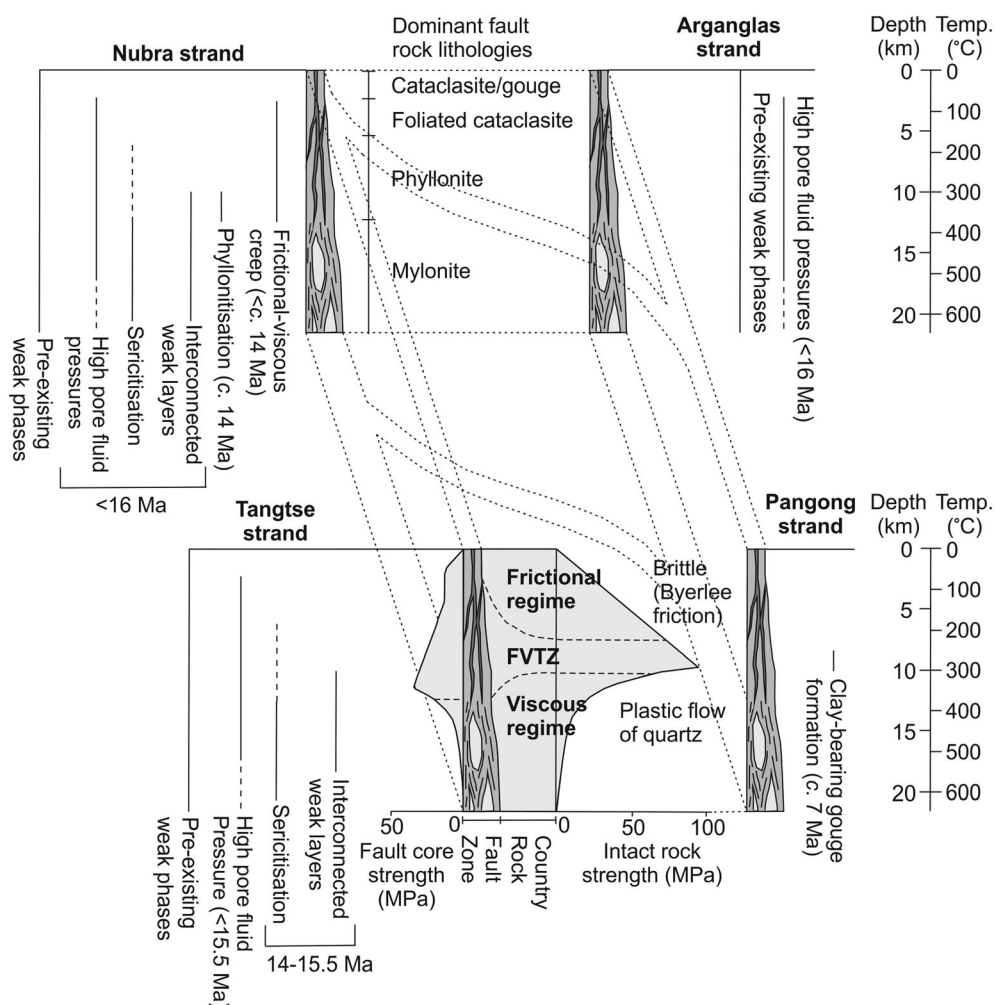 Nubra strand
Dominant fault
rock lithologies
Arganglas
strand
Depth
(km)
Temp.
(°C)
Cataclasite/gouge
Foliated cataclasite
Phyllonite
Mylonite
0
5
10
15
20
0
100
200
300
400
500
600
Pre-existing
weak phases
High pore fluid
pressures
Sericitisation
Interconnected
weak layers
Phyllonitisation (c. 14 Ma)
Frictional-viscous
creep (<c. 14 Ma)
<16 Ma
Pre-existing weak phases
High pore fluid pressures (<16 Ma)
Tangtse
strand
Pangong
strand
Depth
(km)
Temp.
(°C)
Frictional
regime
FVTZ
Viscous
regime
Brittle
(Byerlee
friction)
Plastic flow
of quartz
0
5
10
15
20
0
100
200
300
400
500
600
Clay-bearing gouge
formation (c. 7 Ma)
Pre-existing
weak phases
High pore fluid
Pressure (<15.5 Ma)
Sericitisation
Interconnected
weak layers
14-15.5 Ma
50
0
0
50
100
Fault core
strength
(MPa)
Fault
Zone
Country
Rock
Intact rock
strength (MPa)